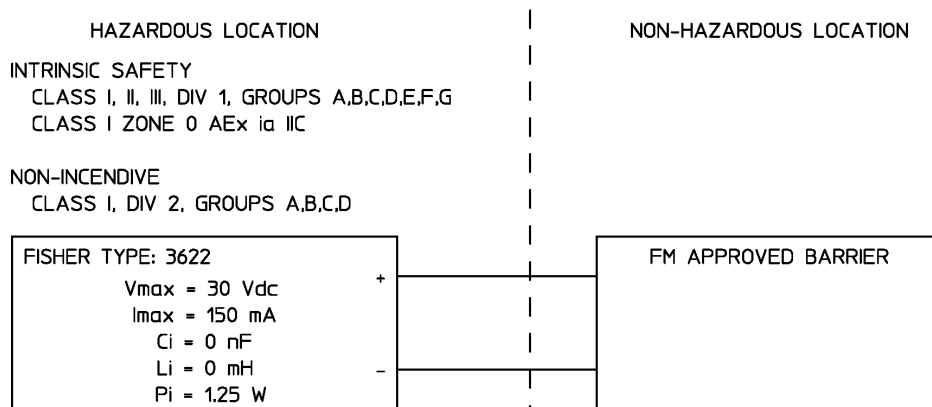 HAZARDOUS LOCATION
NON-HAZARDOUS LOCATION
INTRINSIC SAFETY
CLASS I, II, III, DIV 1, GROUPS A,B,C,D,E,F,G
CLASS I ZONE 0 AEx ia IIC
NON-INCENDIVE
CLASS I, DIV 2, GROUPS A,B,C,D
FISHER TYPE: 3622
Vmax = 30 Vdc
Imax = 150 mA
Ci = 0 nF
Li = 0 mH
Pi = 1.25 W
+
-
FM APPROVED BARRIER